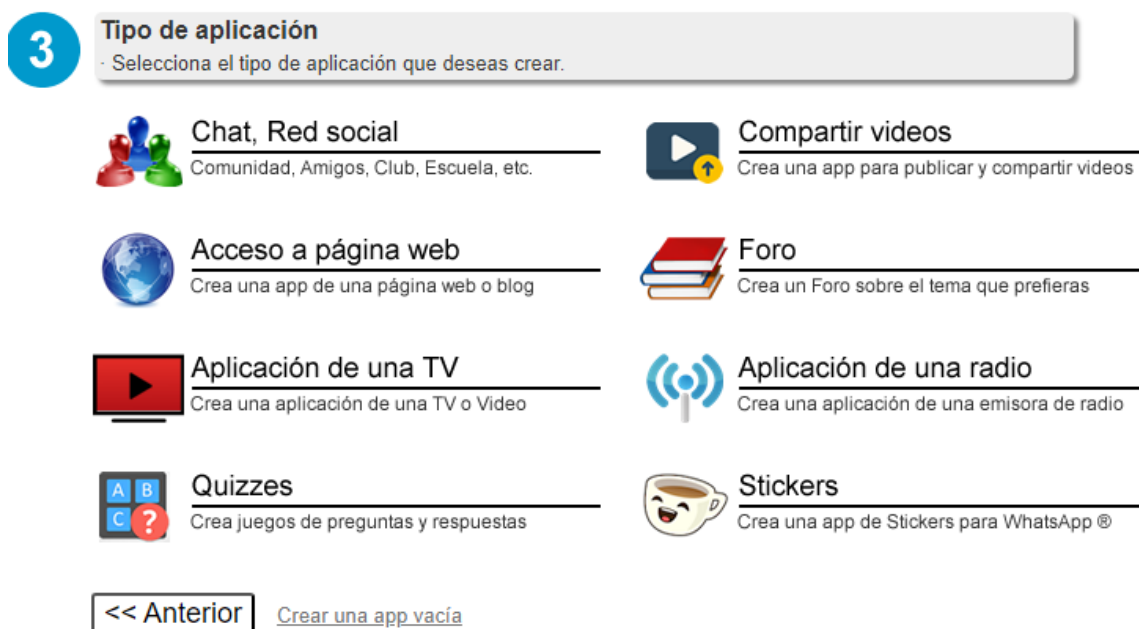 3
Tipo de aplicación
· Selecciona el tipo de aplicación que deseas crear.
Chat, Red social
Comunidad, Amigos, Club, Escuela, etc.
Compartir videos
Crea una app para publicar y compartir videos
Acceso a página web
Crea una app de una página web o blog
Foro
Crea un Foro sobre el tema que prefieras
Aplicación de una TV
Crea una aplicación de una TV o Video
Aplicación de una radio
Crea una aplicación de una emisora de radio
A B
C ?
Quizzes
Crea juegos de preguntas y respuestas
Stickers
Crea una app de Stickers para WhatsApp ®
<< Anterior
Crear una app vacía